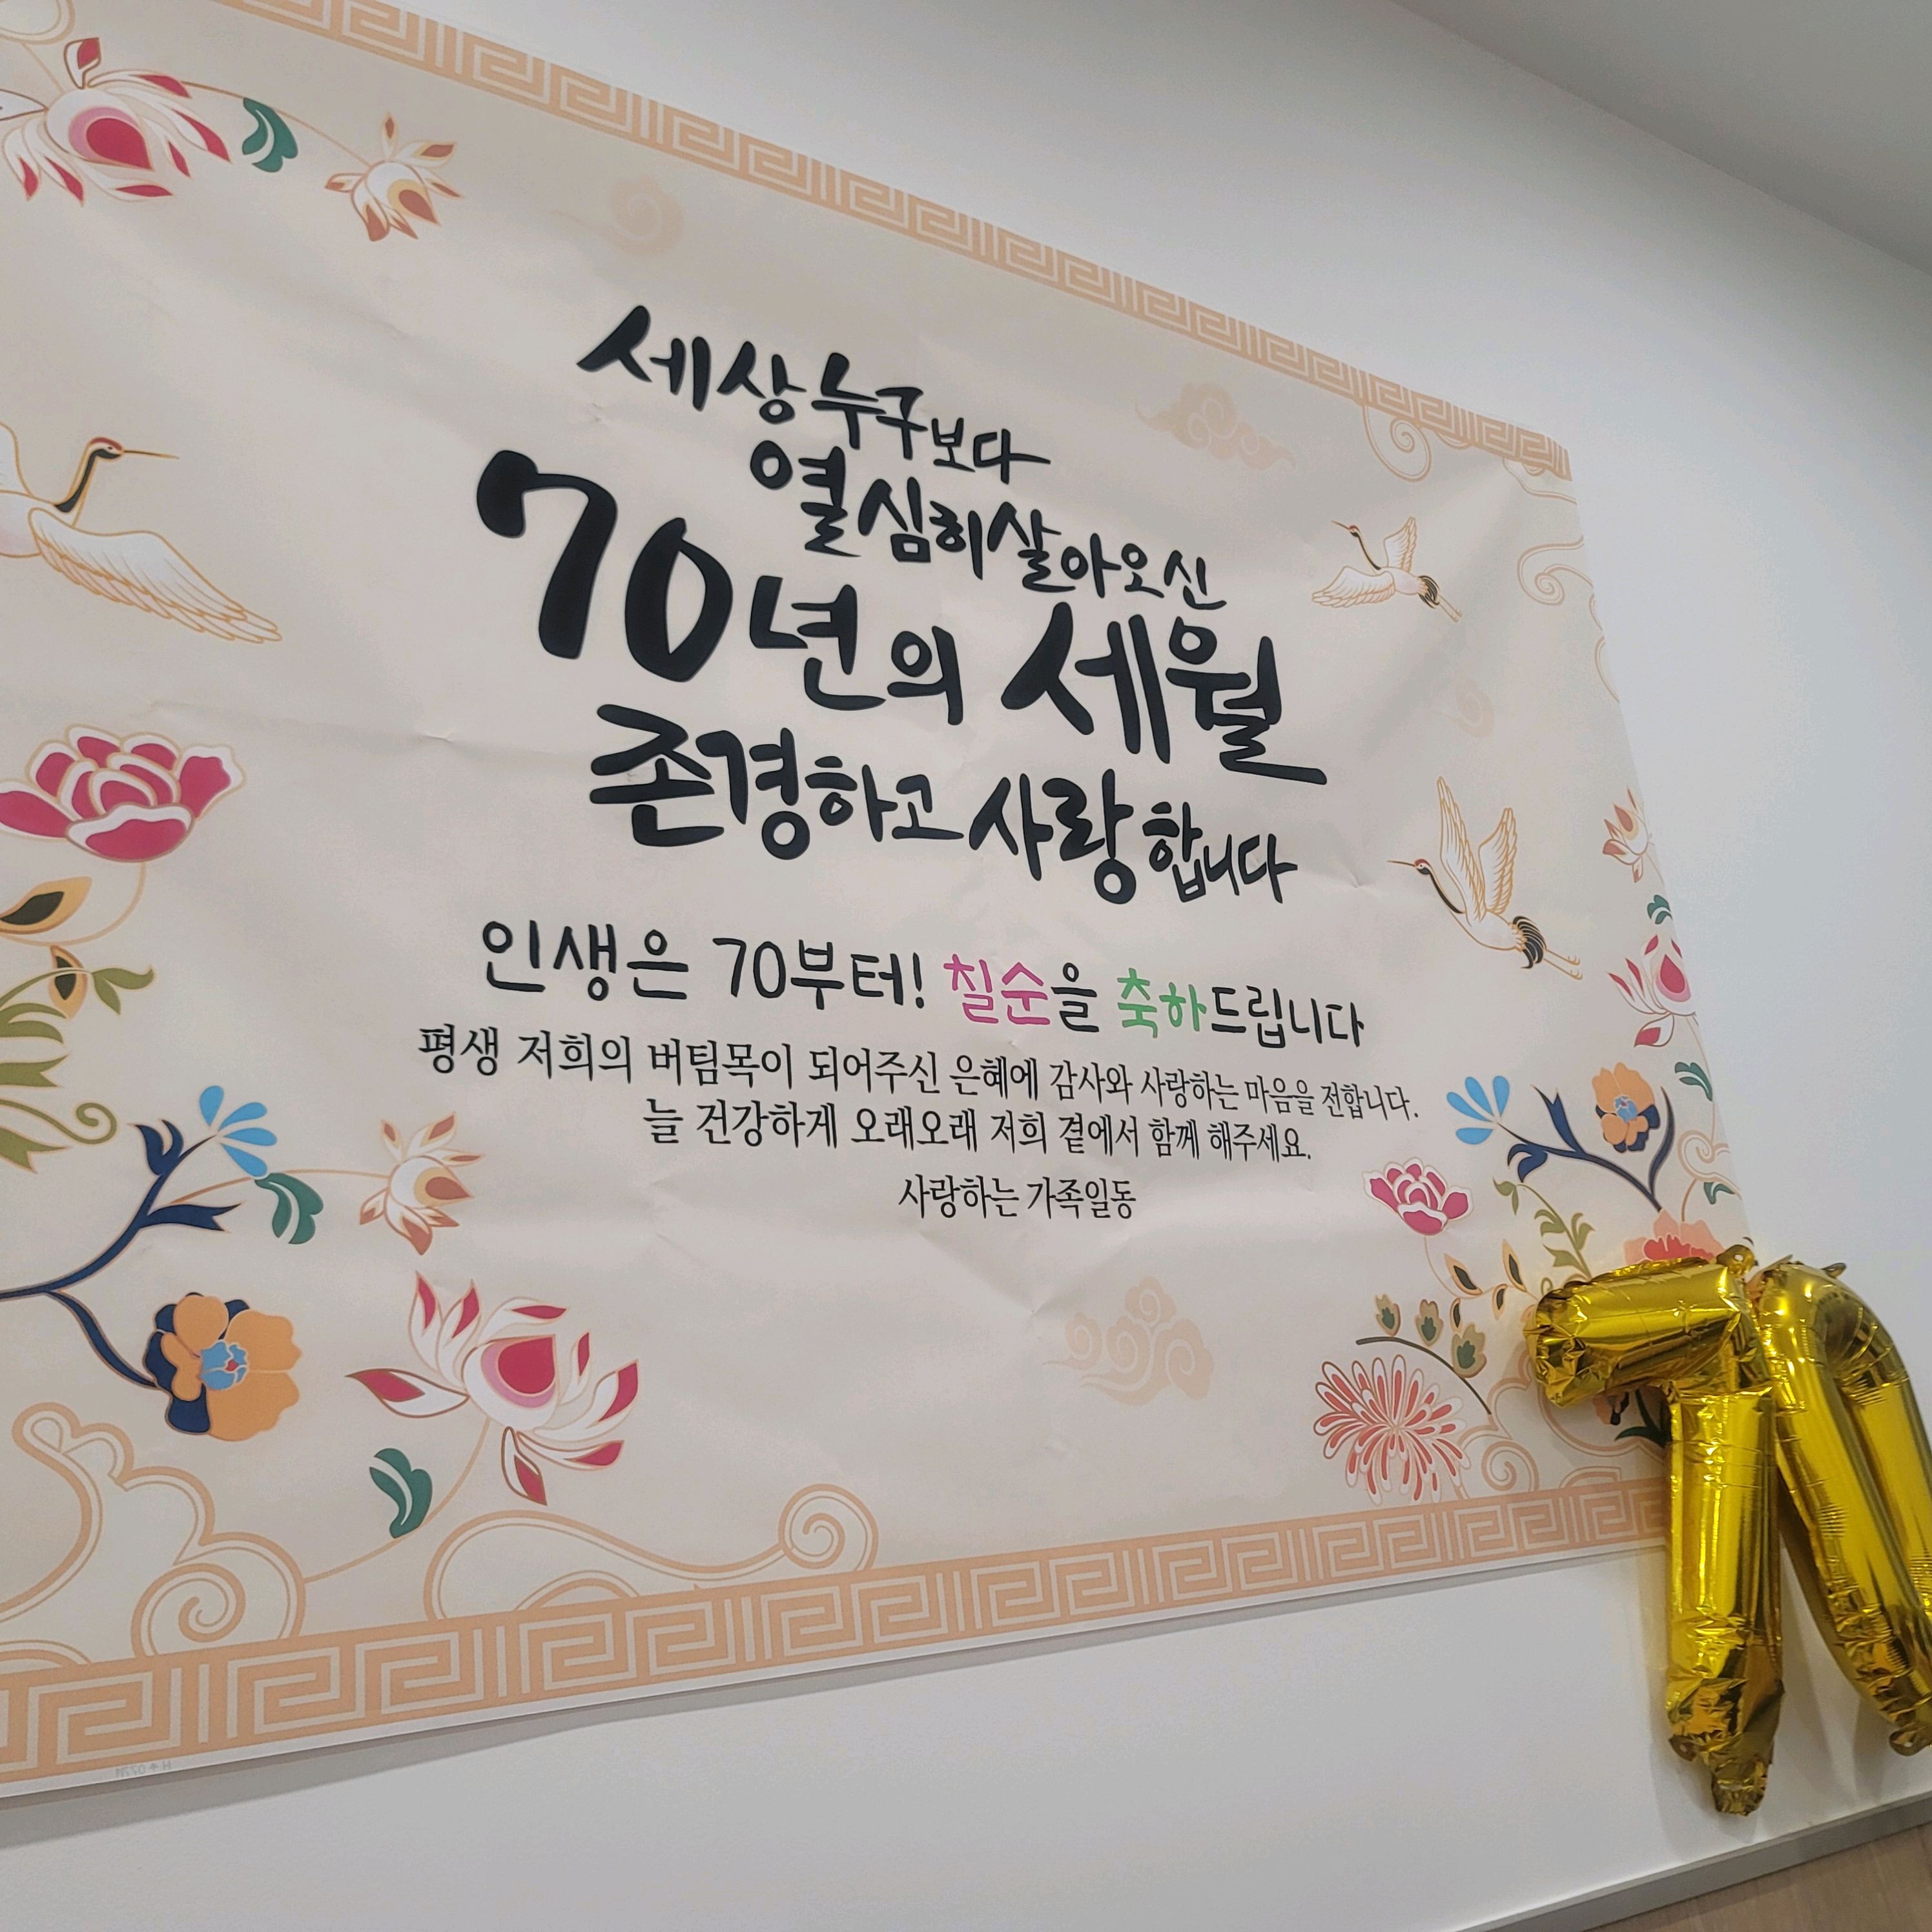 세상 누구보다
열심히 살아오신
70년의 세월
존경하고 사랑합니다
인생은 70부터! 칠순을 축하드립니다
평생 저희의 버팀목이 되어주신 은혜에 감사와 사랑하는 마음을 전합니다.
늘 건강하게 오래오래 저희 곁에서 함께 해주세요.
사랑하는 가족일동
7